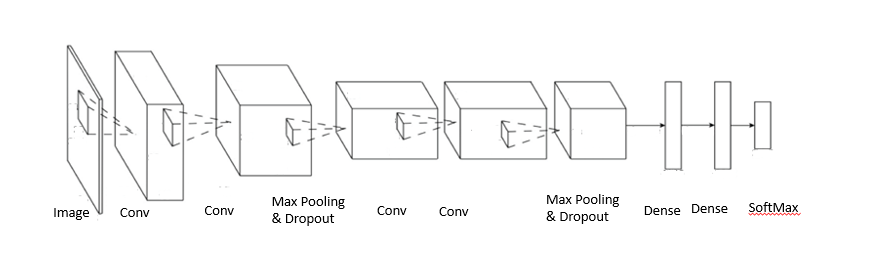 Image
Conv
Conv
Max Pooling
& Dropout
Conv
Conv
Max Pooling
& Dropout
Dense
Dense
SoftMax